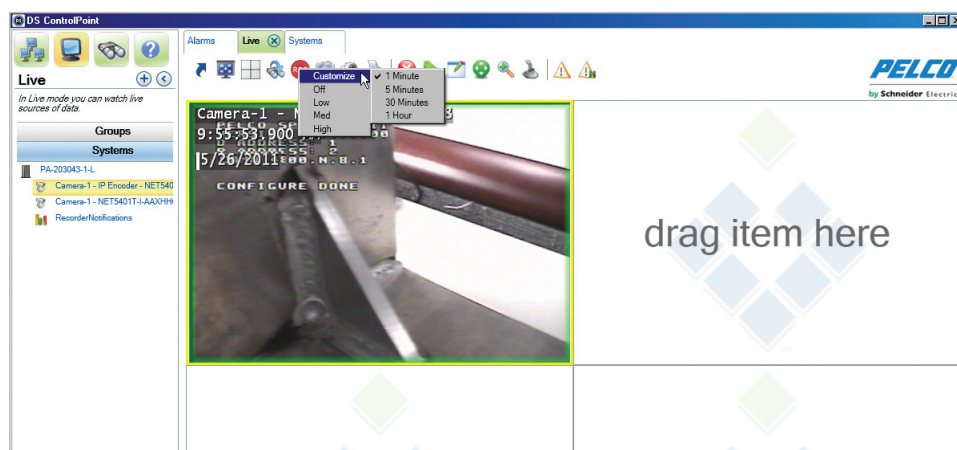 DS ControlPoint
Alarms
Live
Systems
Live
In Live mode you can watch live
sources of data.
Groups
Systems
PA-203043-1-L
Camera-1 - IP Encoder - NET540
Camera-1 - NET5401T-I-AAXHH
RecorderNotifications
Customize
Off
Low
Med
High
1 Minute
5 Minutes
30 Minutes
1 Hour
PELCO
by Schneider Electric
Camera-1 -
9:55:53.900
5/26/2011
CONFIGURE DONE
drag item here